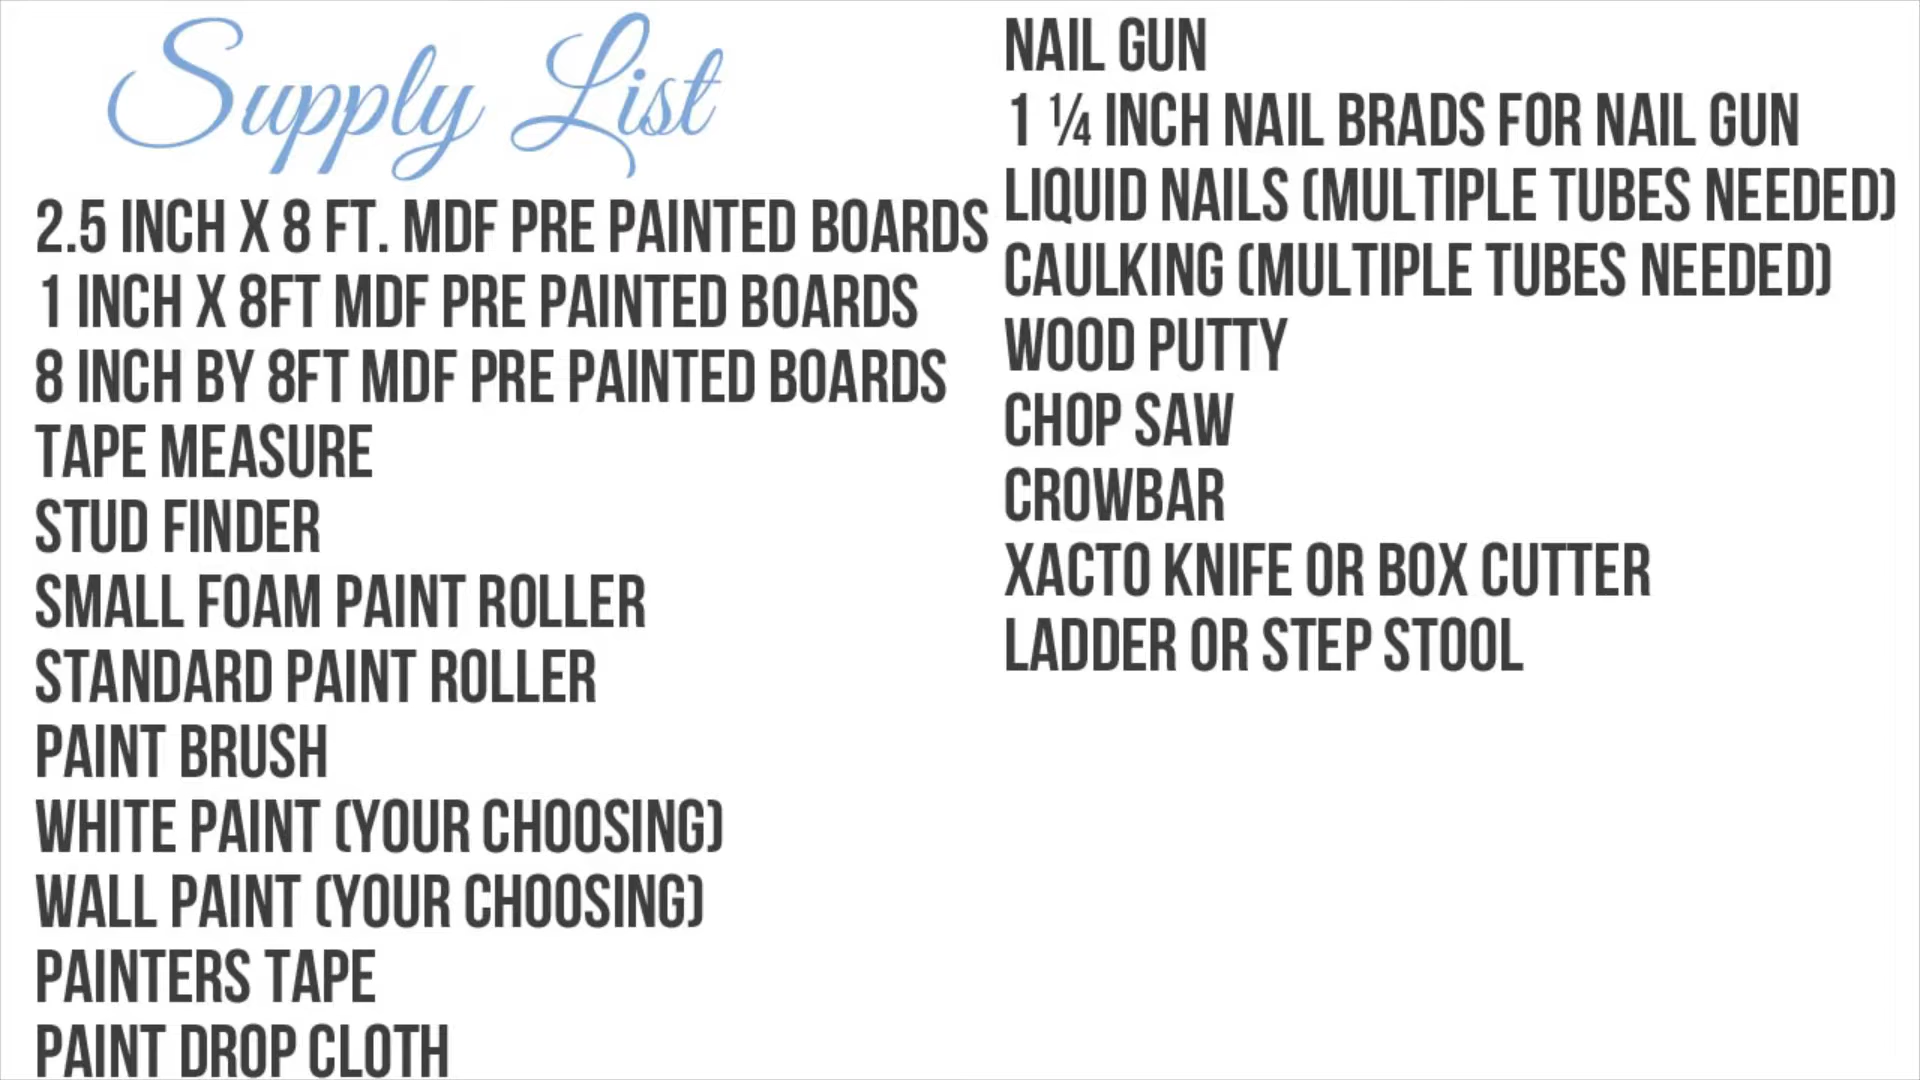 Supply List
2.5 INCH X 8 FT. MDF PRE PAINTED BOARDS
1 INCH X 8FT MDF PRE PAINTED BOARDS
8 INCH BY 8FT MDF PRE PAINTED BOARDS
TAPE MEASURE
STUD FINDER
SMALL FOAM PAINT ROLLER
STANDARD PAINT ROLLER
PAINT BRUSH
WHITE PAINT (YOUR CHOOSING)
WALL PAINT (YOUR CHOOSING)
PAINTERS TAPE
PAINT DROP CLOTH
NAIL GUN
1 ¼ INCH NAIL BRADS FOR NAIL GUN
LIQUID NAILS (MULTIPLE TUBES NEEDED)
CAULKING (MULTIPLE TUBES NEEDED)
WOOD PUTTY
CHOP SAW
CROWBAR
XACTO KNIFE OR BOX CUTTER
LADDER OR STEP STOOL